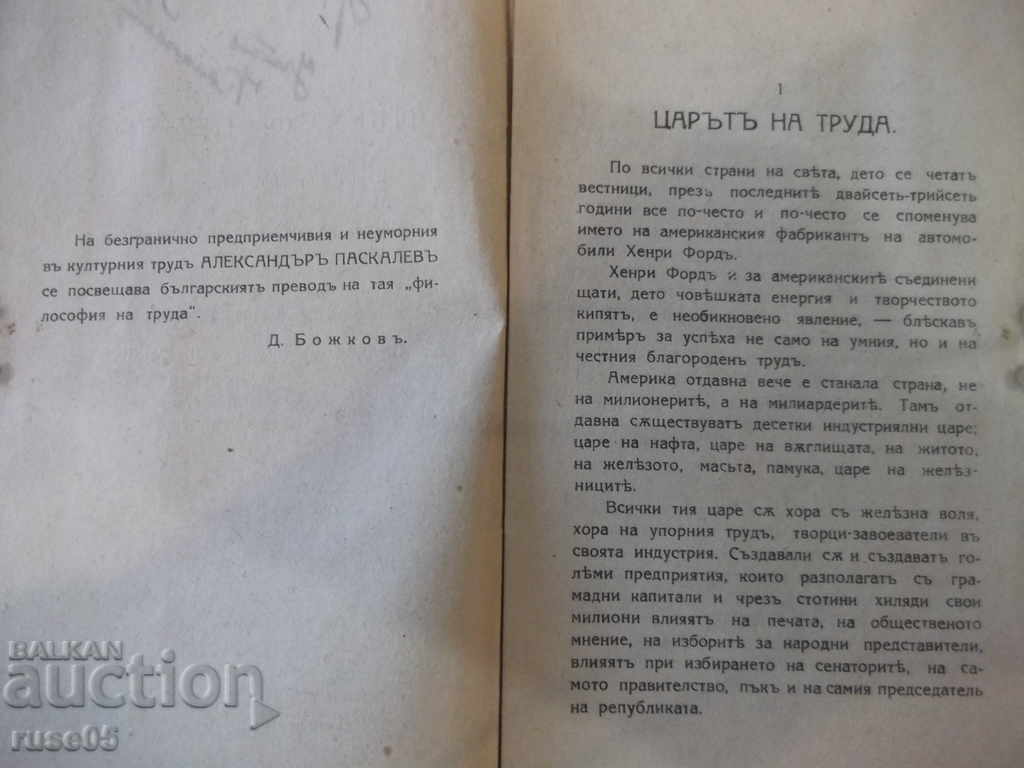 На безгранично предприемчивия и неуморния
въ културния трудъ АЛЕКСАНДЪРЪ ПАСКАЛЕВЪ
се посвещава българскиятъ преводъ на тая „фи-
лософия на труда“.
Д. Божковъ.
1
ЦАРЪТЪ НА ТРУДА.
По всички страни на свѣта, дето се четатъ
вестници, презъ последнитѣ двайсеть-трийсеть
години все по-често и по-често се споменува
името на американския фабрикантъ на автомо-
били Хенри Фордъ.
Хенри Фордъ и за американскитѣ съединени
щати, дето човѣшката енергия и творчеството
кипятъ, е необикновено явление, — блѣскавъ
примѣръ за успѣха не само на умния, но и на
честния благороденъ трудъ.
Америка отдавна вече е станала страна, не
на милионеритѣ, а на милиардеритѣ. Тамъ от-
давна сѫществуватъ десетки индустриялни царе:
царе на нафта, царе на вѫглищата, на житото,
на желѣзото, масьта, памука, царе на желѣз-
ницитѣ.
Всички тия царе сѫ хора съ желѣзна воля,
хора на упорния трудъ, творци-завоеватели въ
своята индустрия. Създавали сѫ и създаватъ го-
лѣми предприятия, които разполагатъ съ гра-
мадни капитали и чрезъ стотини хиляди свои
милиони влияятъ на печата, на общественото
мнение, на изборитѣ за народни представители,
влияятъ при избирането на сенаторитѣ, на са-
мото правителство, пъкъ и на самия председатель
на републиката.
BALKAN
auction
ruse05